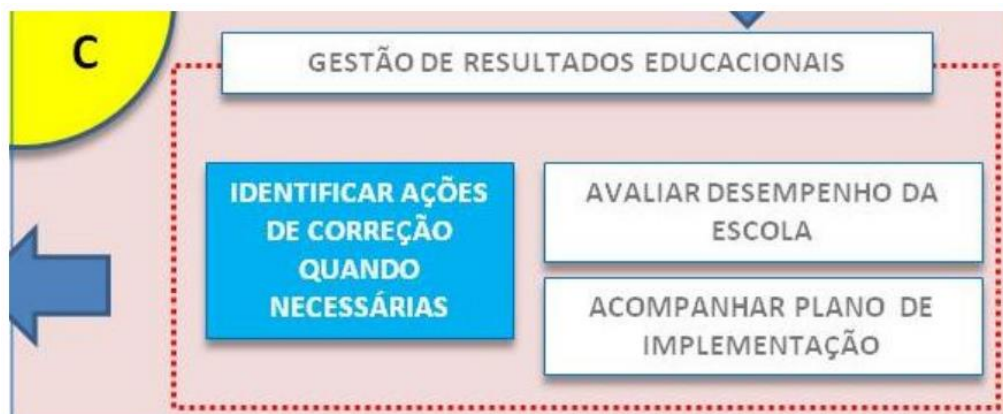 C
GESTÃO DE RESULTADOS EDUCACIONAIS
IDENTIFICAR AÇÕES
DE CORREÇÃO
QUANDO
NECESSÁRIAS
AVALIAR DESEMPENHO DA
ESCOLA
ACOMPANHAR PLANO DE
IMPLEMENTAÇÃO